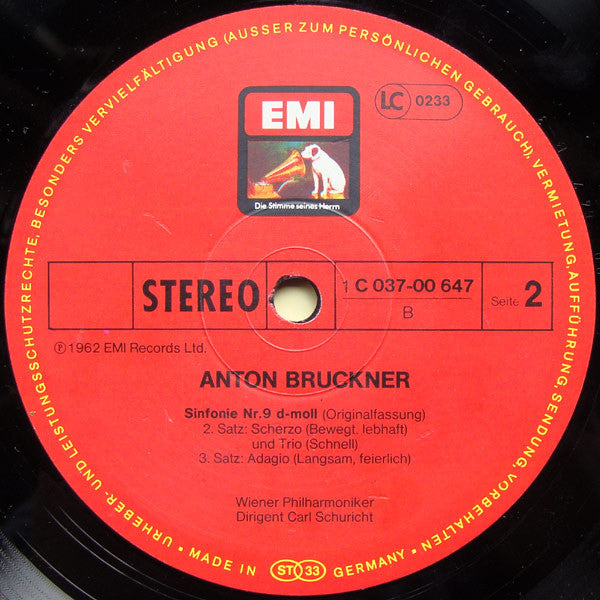 URHEBER- UND LEISTUNGSSCHUTZRECHTE, BESONDERS VERVIELFÄLTIGUNG (AUSSER ZUM PERSÖNLICHEN GEBRAUCH), VERMIETUNG, AUFFÜHRUNG, SENDUNG, VORBEHALTEN
EMI
Die Stimme seines Herrn
LC 0233
STEREO
1 C 037-00 647
B
Seite 2
℗ 1962 EMI Records Ltd.
ANTON BRUCKNER
Sinfonie Nr.9 d-moll (Originalfassung)
2. Satz: Scherzo (Bewegt. lebhaft)
und Trio (Schnell)
3. Satz: Adagio (Langsam, feierlich)
Wiener Philharmoniker
Dirigent Carl Schuricht
• MADE IN ST 33 GERMANY •